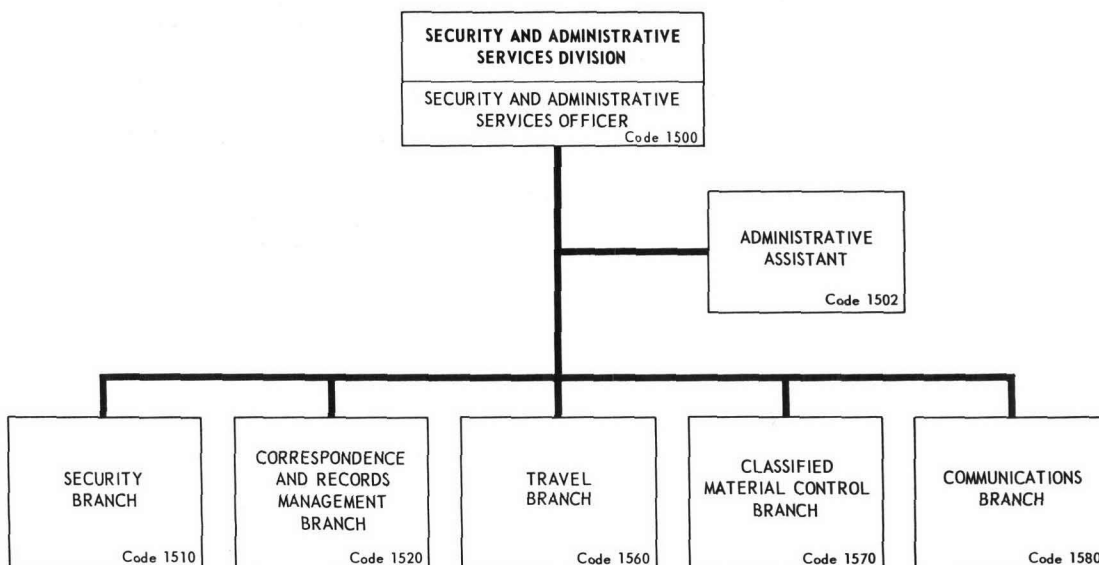 SECURITY AND ADMINISTRATIVE
SERVICES DIVISION
SECURITY AND ADMINISTRATIVE
SERVICES OFFICER
Code 1500
ADMINISTRATIVE
ASSISTANT
Code 1502
SECURITY
BRANCH
Code 1510
CORRESPONDENCE
AND RECORDS
MANAGEMENT
BRANCH
Code 1520
TRAVEL
BRANCH
Code 1560
CLASSIFIED
MATERIAL CONTROL
BRANCH
Code 1570
COMMUNICATIONS
BRANCH
Code 1580